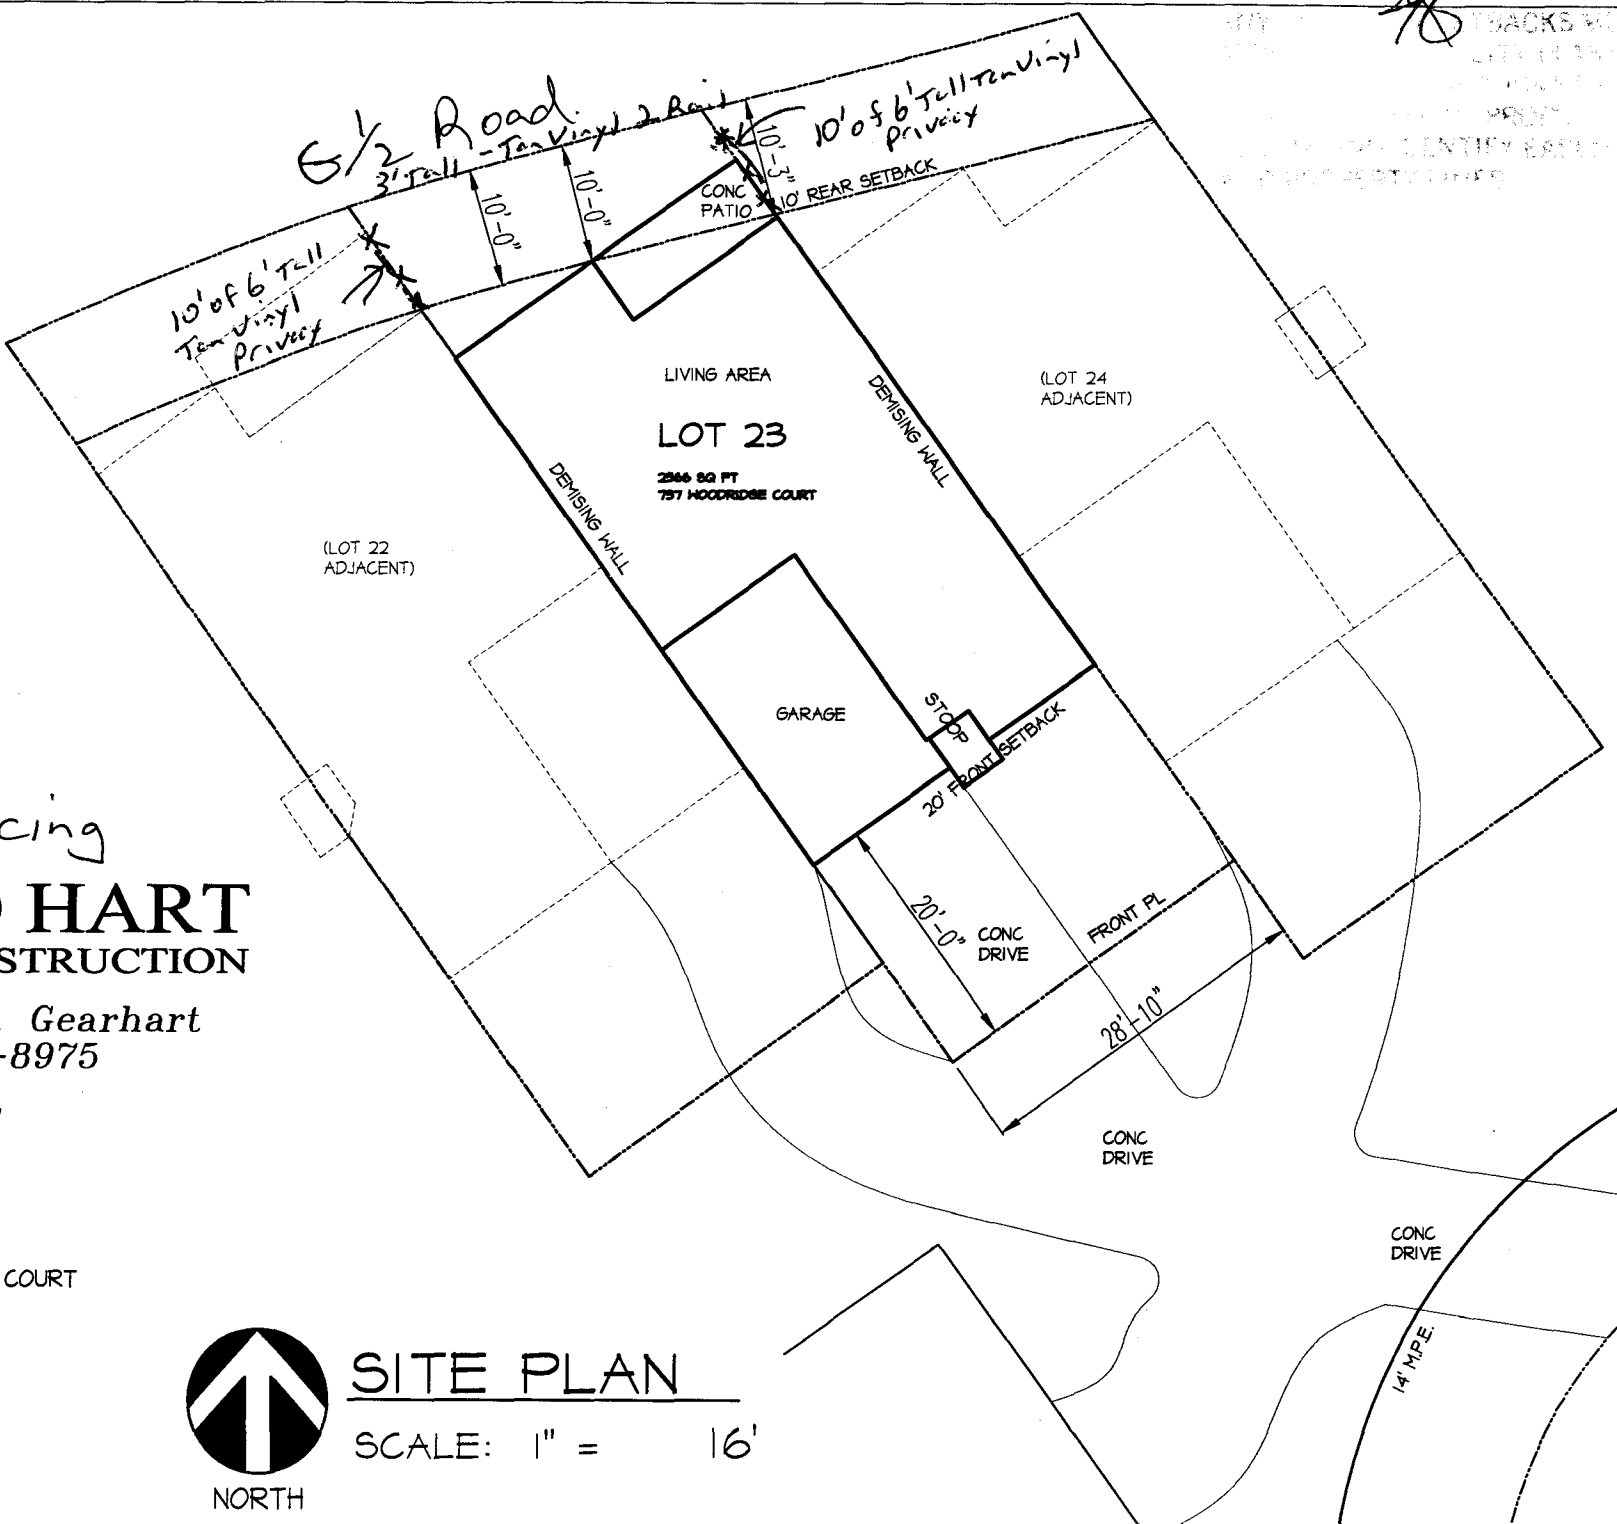 G 1/2 Road
3' Tall - Tan Vinyl 2 Rail
10' of 6' Tall Tan Vinyl
Privacy
10' of 6' Tall
Tan Vinyl
Privacy
10'-0"
10'-0"
10'-3"
CONC
PATIO
10' REAR SETBACK
LIVING AREA
LOT 23
2566 SQ FT
DEMISING WALL
DEMISING WALL
(LOT 24
ADJACENT)
(LOT 22
ADJACENT)
GARAGE
STOOP
20' FRONT SETBACK
20'-0"
CONC
DRIVE
FRONT PL
28'-10"
CONC
DRIVE
CONC
DRIVE
14' M.P.E.
cing
HART
STRUCTION
Gearhart
-8975
COURT
SITE PLAN
SCALE: 1" = 16'
NORTH